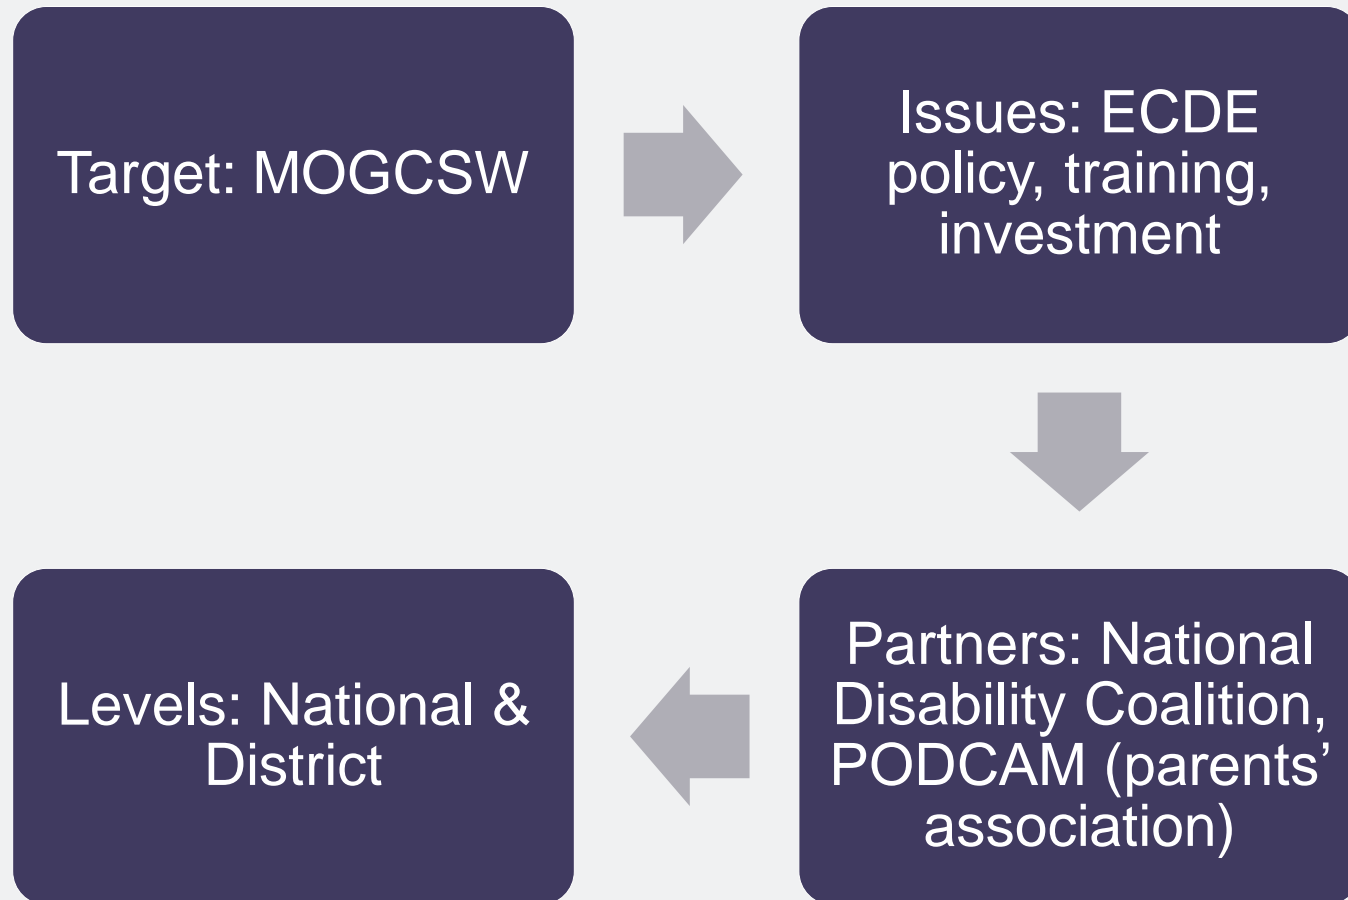 Target: MOGCSW
Issues: ECDE
policy, training,
investment
Partners: National
Disability Coalition,
PODCAM (parents’
association)
Levels: National &
District